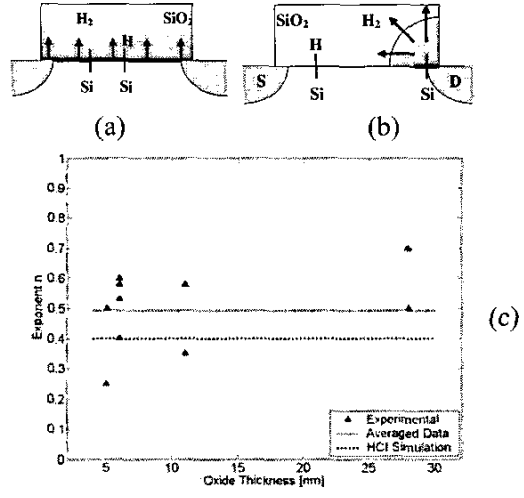 H₂ H SiO₂
Si Si
(a)
SiO₂ H₂
H
S Si Si D
(b)
1
0.9
0.8
0.7
0.6
0.5
0.4
0.3
0.2
0.1
0
Exponent n
5 10 15 20 25 30
Oxide Thickness [nm]
Experimental
Averaged Data
HCI Simulation
(c)